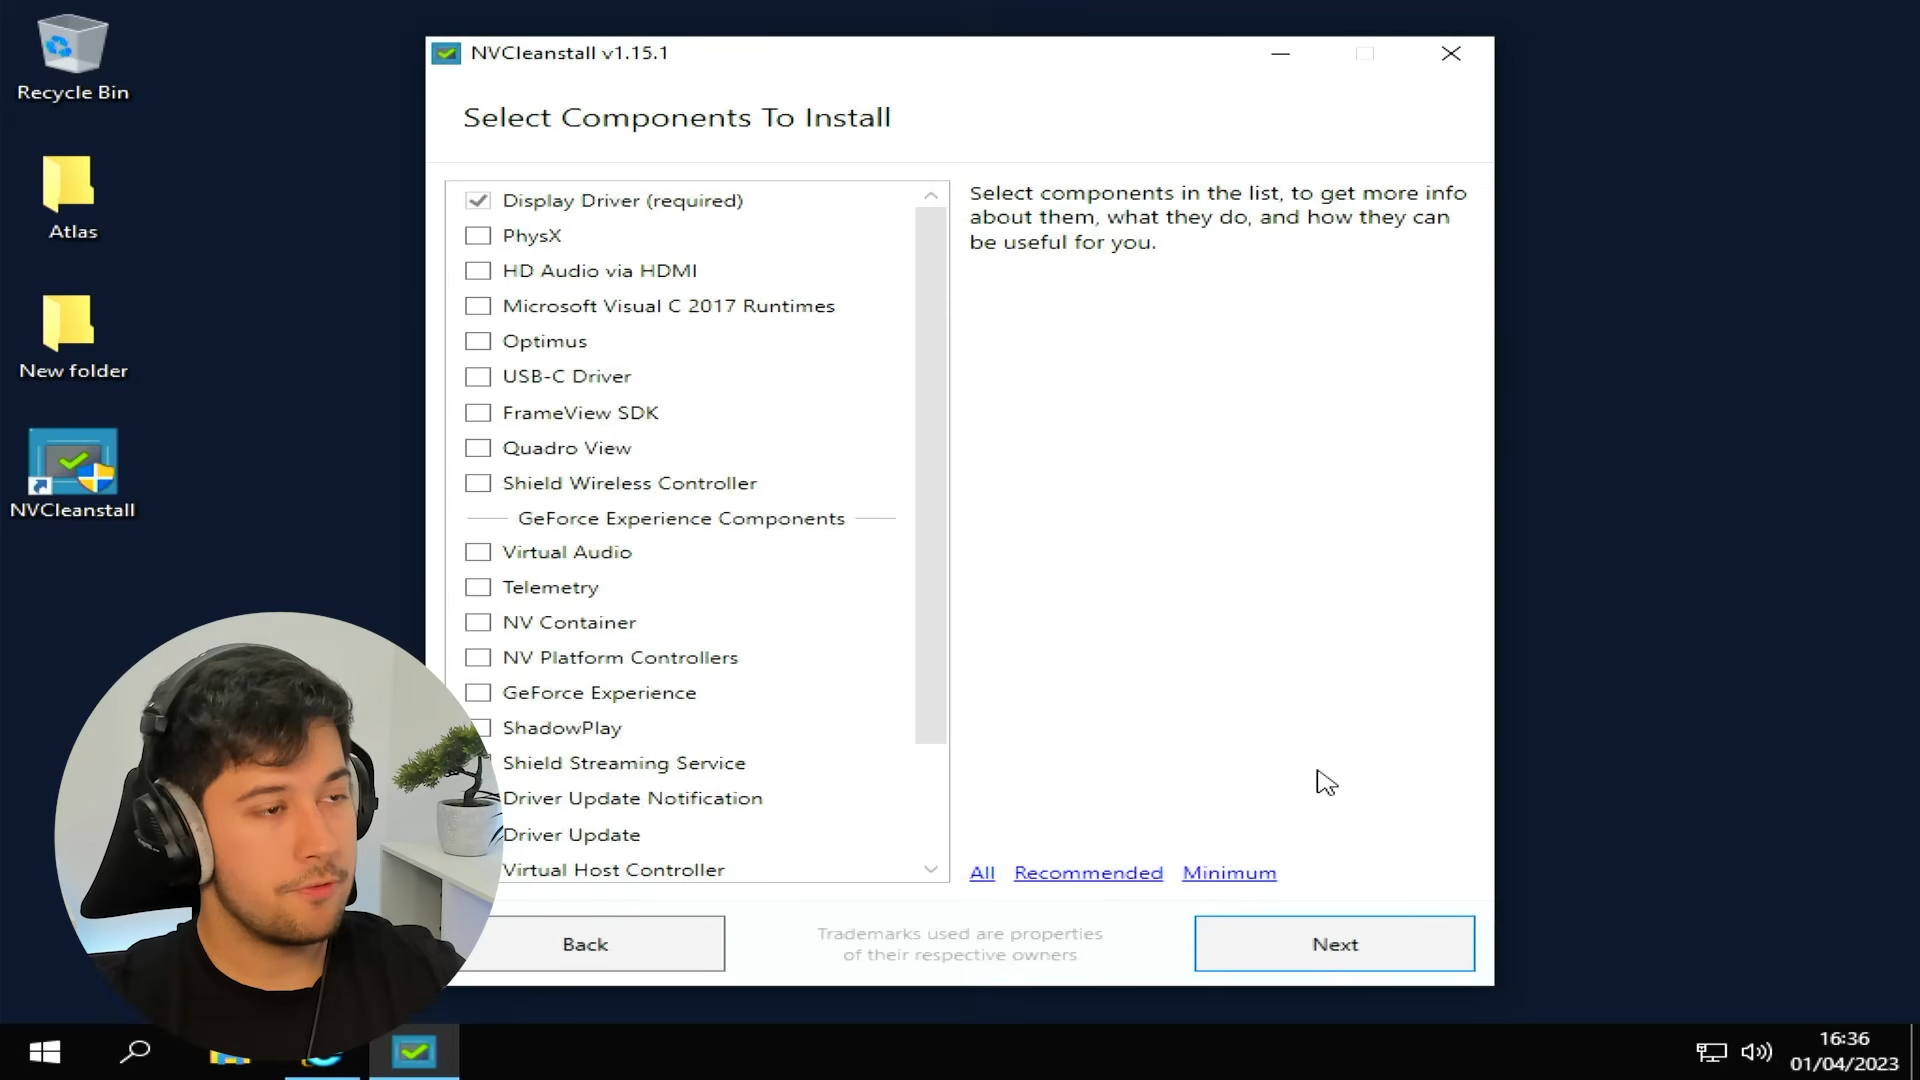 Recycle Bin
Atlas
New folder
NVCleanstall
NVCleanstall v1.15.1
Select Components To Install
Display Driver (required)
PhysX
HD Audio via HDMI
Microsoft Visual C 2017 Runtimes
Optimus
USB-C Driver
FrameView SDK
Quadro View
Shield Wireless Controller
GeForce Experience Components
Virtual Audio
Telemetry
NV Container
NV Platform Controllers
GeForce Experience
ShadowPlay
Shield Streaming Service
Driver Update Notification
Driver Update
Virtual Host Controller
Select components in the list, to get more info
about them, what they do, and how they can
be useful for you.
All Recommended Minimum
Back
Trademarks used are properties
of their respective owners
Next
16:36
01/04/2023